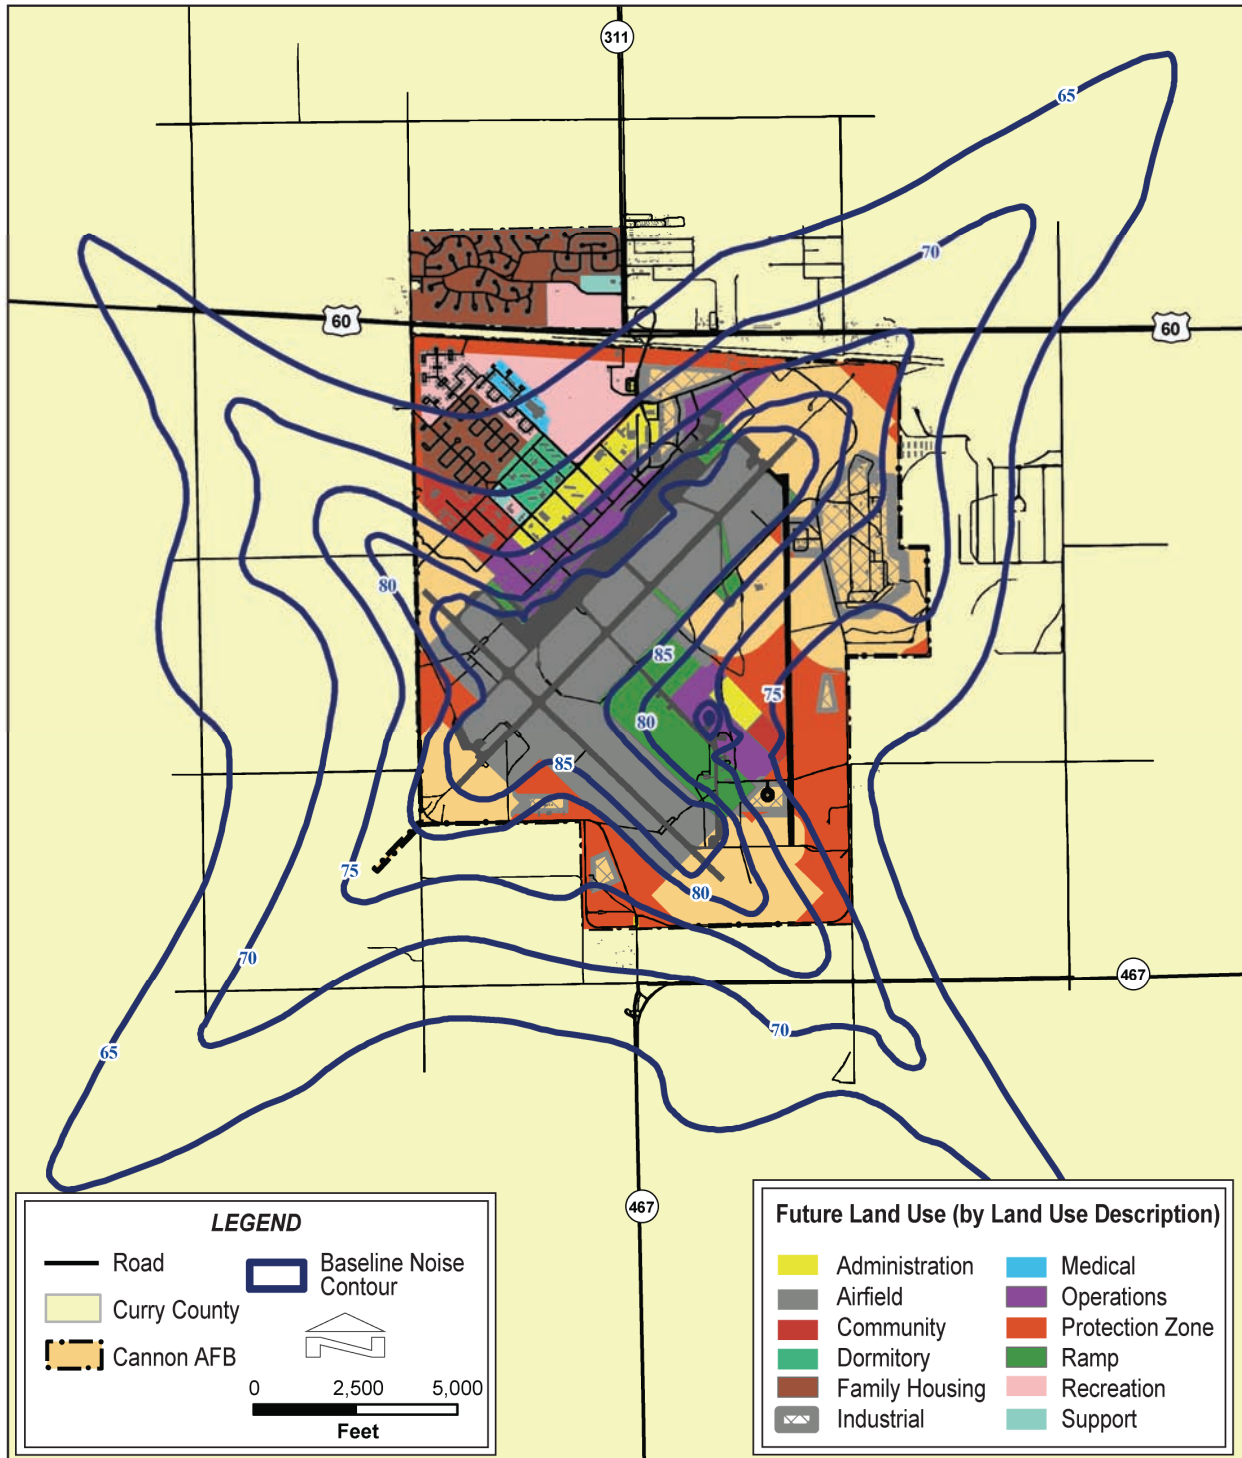 311
65
70
60
60
80
85
75
80
85
75
80
70
467
70
65
467
LEGEND
Road
Baseline Noise
Contour
Curry County
Cannon AFB
N
0 2,500 5,000
Feet
Future Land Use (by Land Use Description)
Administration
Airfield
Community
Dormitory
Family Housing
Industrial
Medical
Operations
Protection Zone
Ramp
Recreation
Support